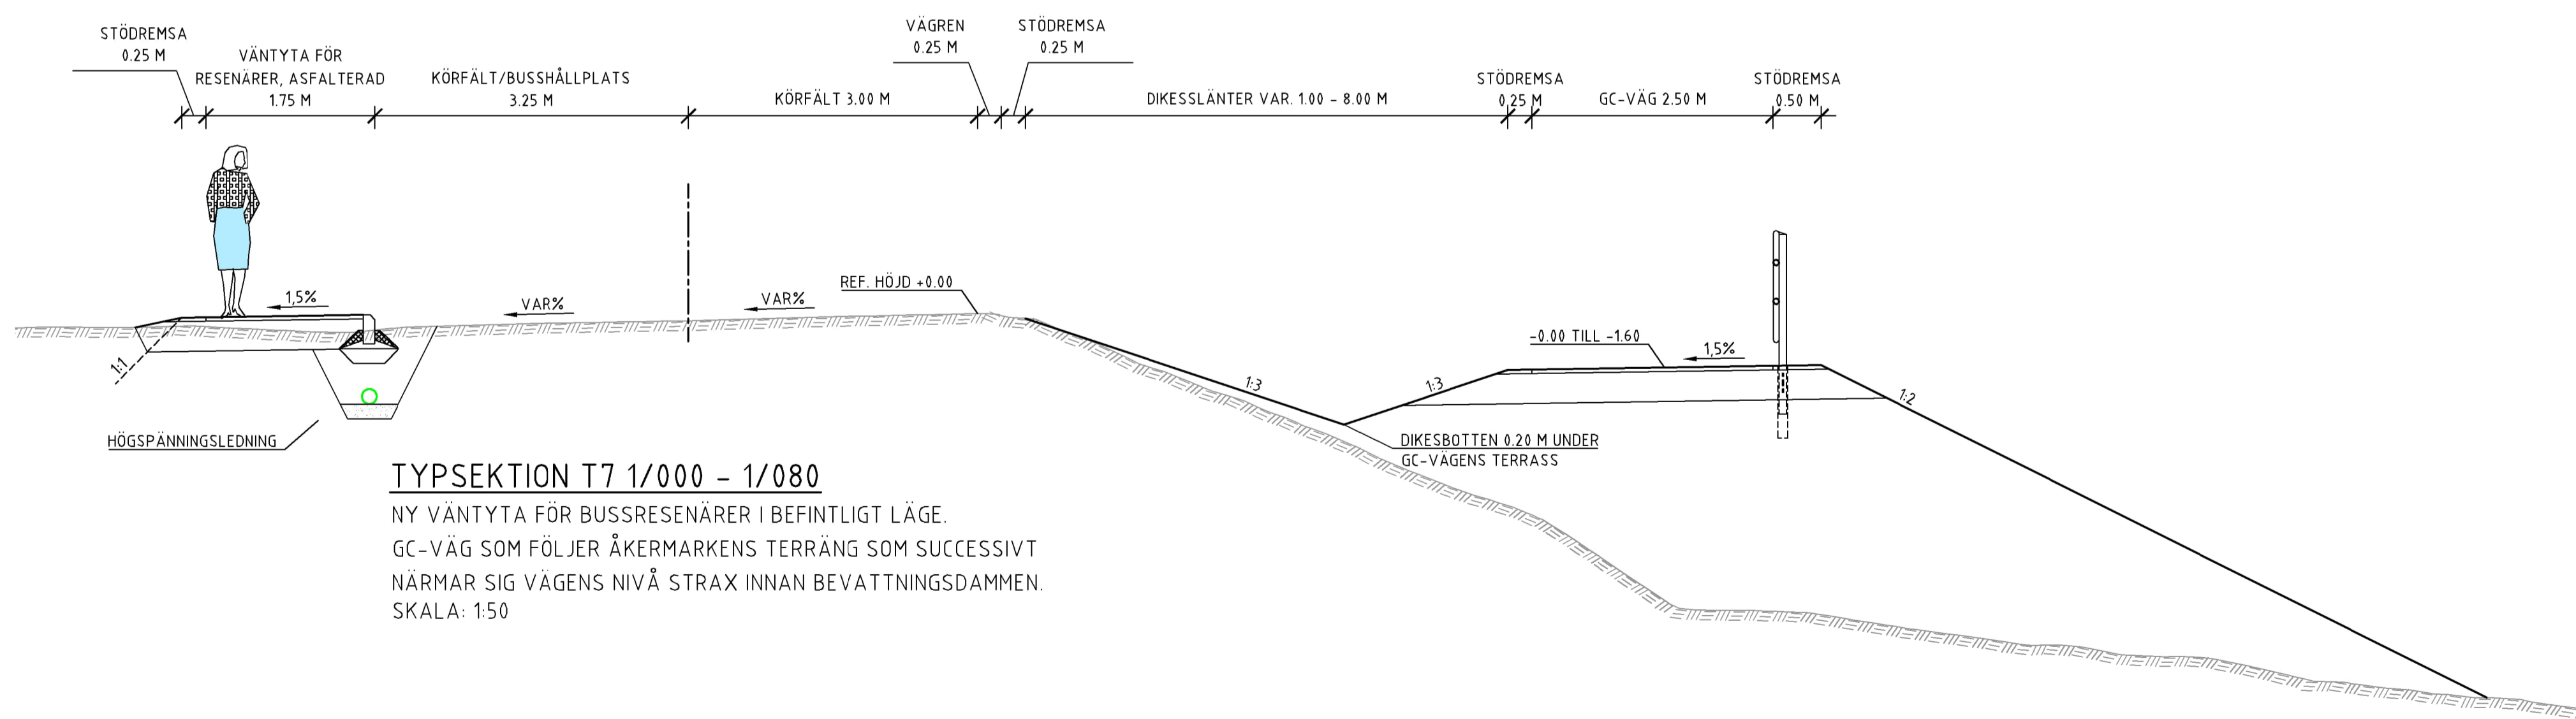 STÖDREMSA
0.25 M
VÄNTYTA FÖR
RESENÄRER, ASFALTERAD
1.75 M
KÖRFÄLT/BUSSHÅLLPLATS
3.25 M
KÖRFÄLT 3.00 M
VÄGREN
0.25 M
STÖDREMSA
0.25 M
DIKESSLÄNTER VAR. 1.00 - 8.00 M
STÖDREMSA
0.25 M
GC-VÄG 2.50 M
STÖDREMSA
0.50 M
1,5%
VAR%
VAR%
REF. HÖJD +0.00
-0.00 TILL -1.60
1,5%
1:1
1:3
1:3
1:2
HÖGSPÄNNINGSLEDNING
DIKESBOTTEN 0.20 M UNDER
GC-VÄGENS TERRASS
TYPSEKTION T7 1/000 - 1/080
NY VÄNTYTA FÖR BUSSRESENÄRER I BEFINTLIGT LÄGE.
GC-VÄG SOM FÖLJER ÅKERMARKENS TERRÄNG SOM SUCCESSIVT
NÄRMAR SIG VÄGENS NIVÅ STRAX INNAN BEVATTNINGSDAMMEN.
SKALA: 1:50